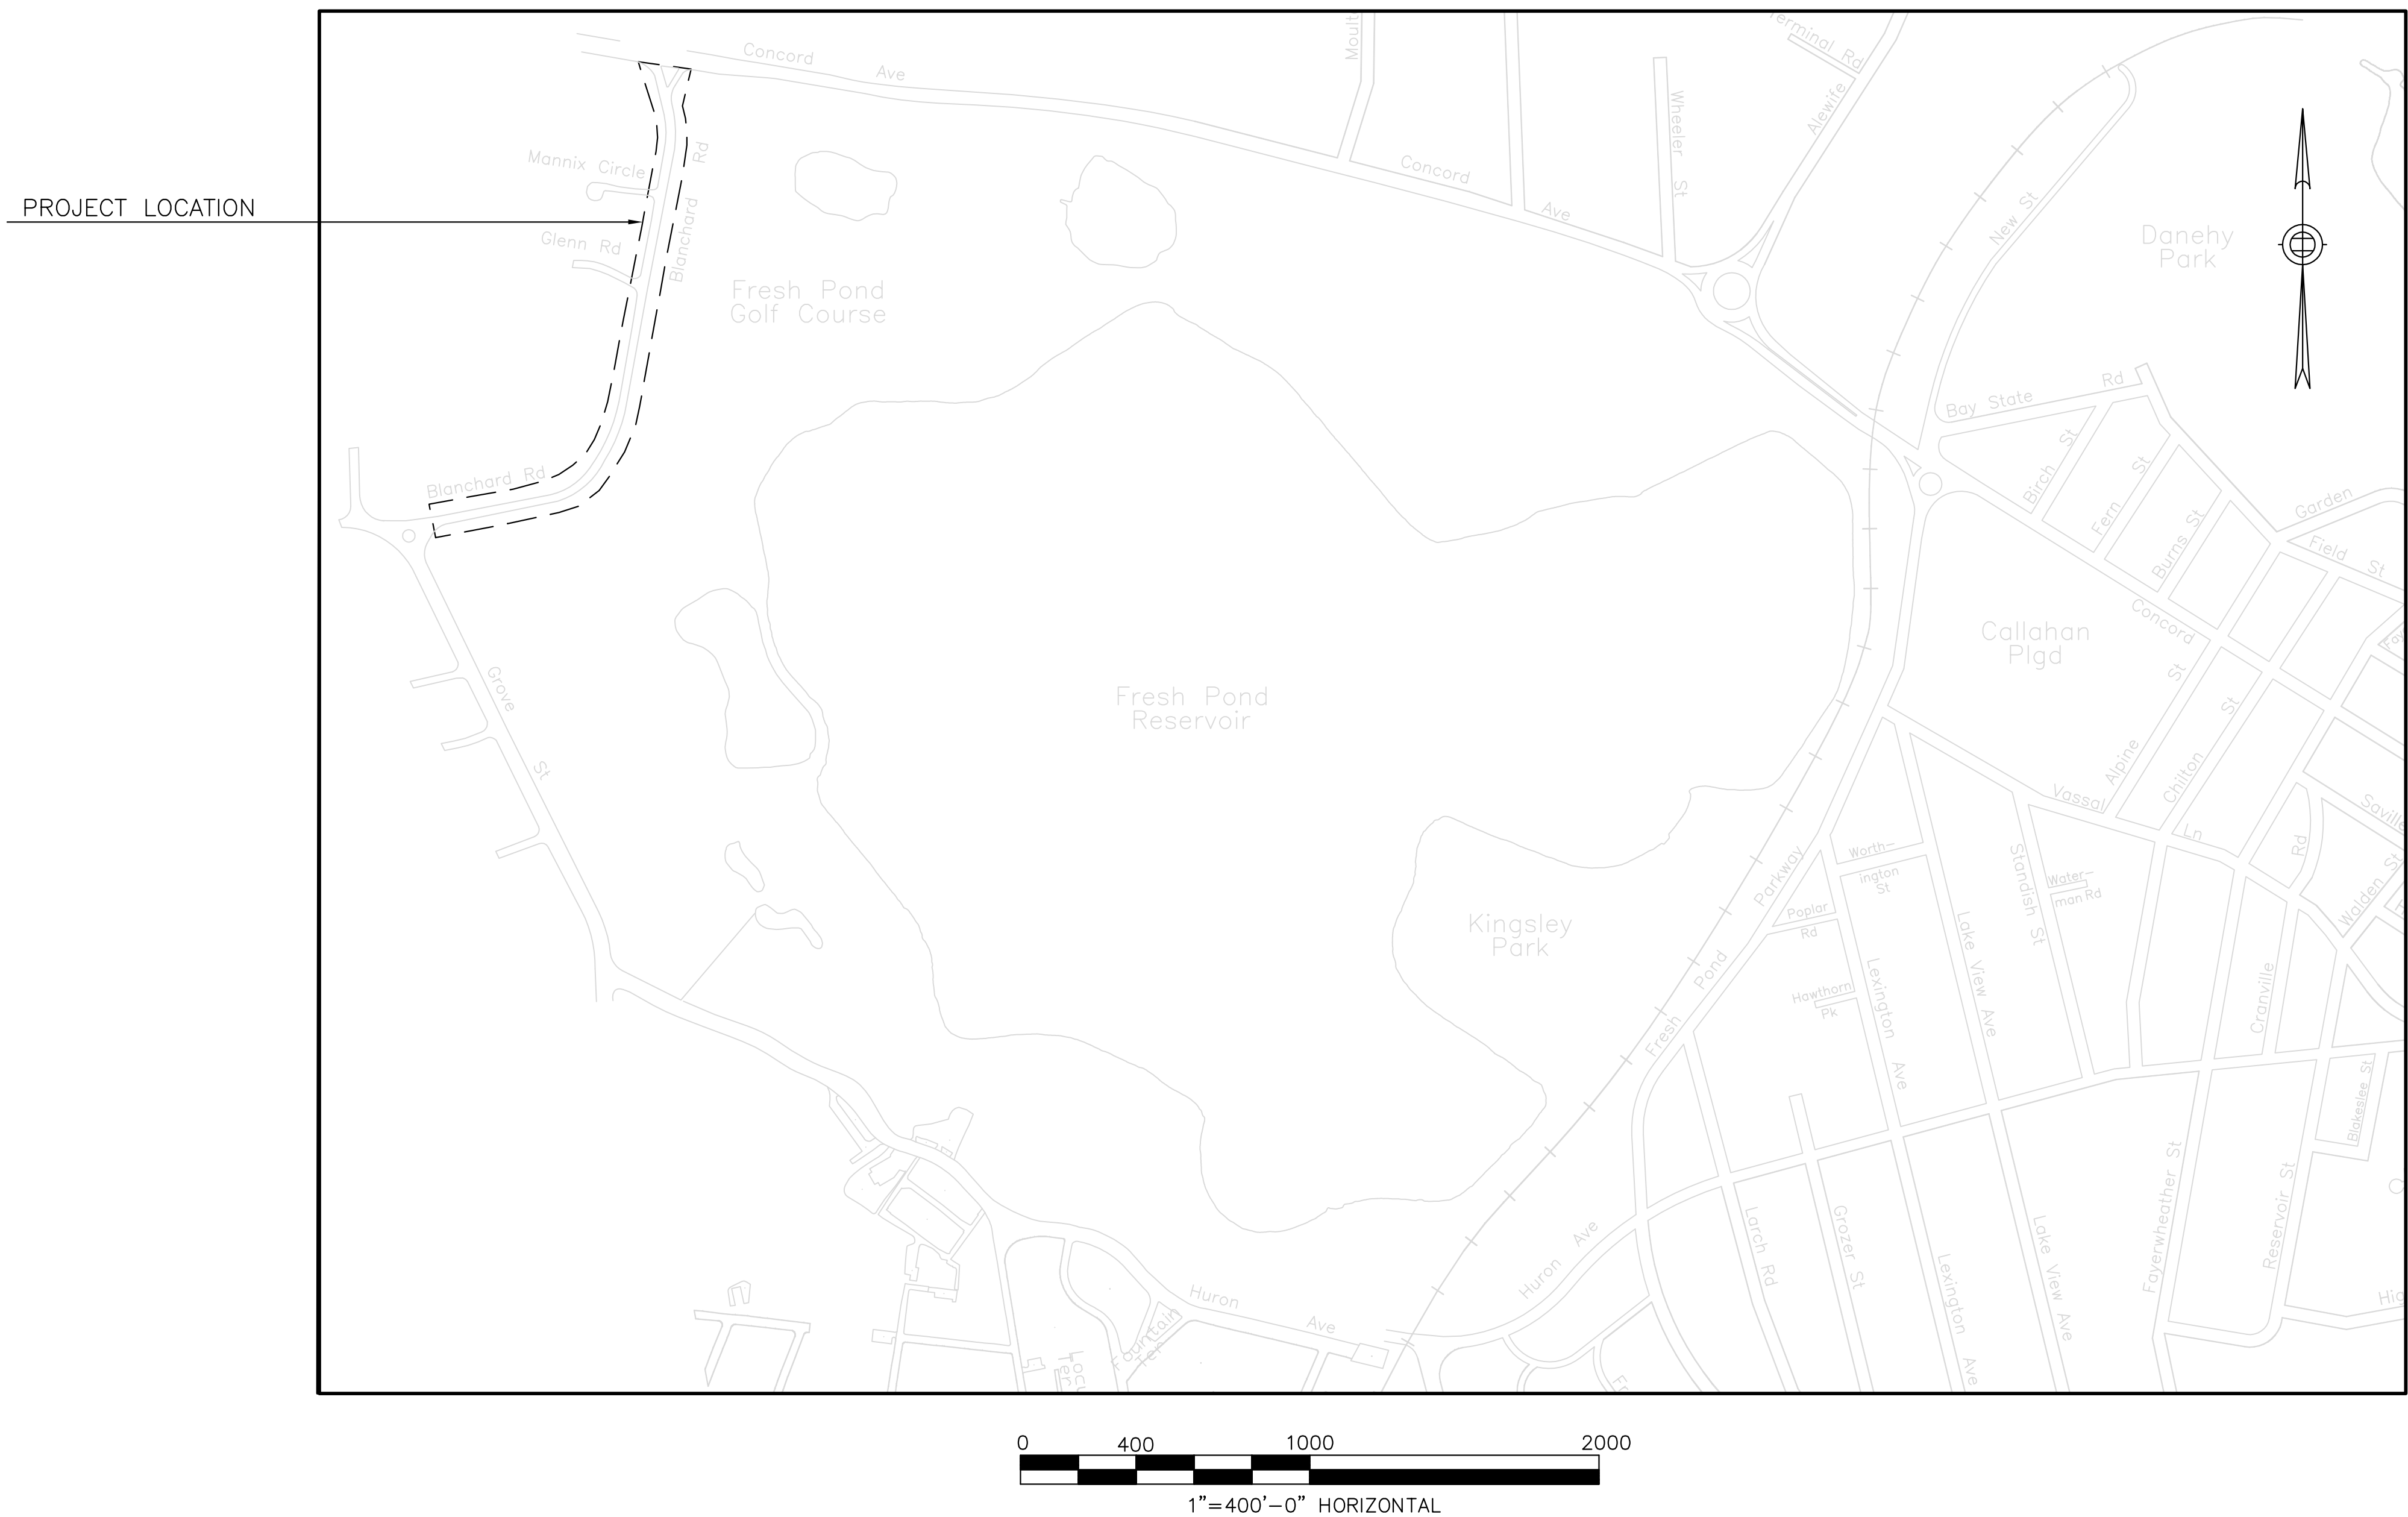 PROJECT LOCATION
Concord
Ave
Terminal Rd
Alewife
Wheeler
St
Concord
Ave
Mannix Circle
Rd
Blanchard
Glenn Rd
Fresh Pond
Golf Course
New St
Danehy
Park
Bay State
Rd
Birch
St
Fern
St
Burns
St
Garden
Field
St
Blanchard Rd
Concord
Callahan
Plgd
Grove
St
Fresh Pond
Reservoir
Alpine
St
Chilton
St
Vassal
Ln
Saville
Rd
Walden St
Worth-
ington
St
Standish St
Water-
man Rd
Parkway
Poplar
Rd
Kingsley
Park
Lake View
Ave
Lexington
Ave
Hawthorn
Pk
Pond
Fresh
Cranville
Blakeslee St
Huron
Ave
Larch Rd
Grozer St
Lexington
Ave
Lake View
Ave
Fayerwheather St
Reservoir St
Huron
Ave
Fountain
Ter
0 400 1000 2000
1"=400'-0" HORIZONTAL